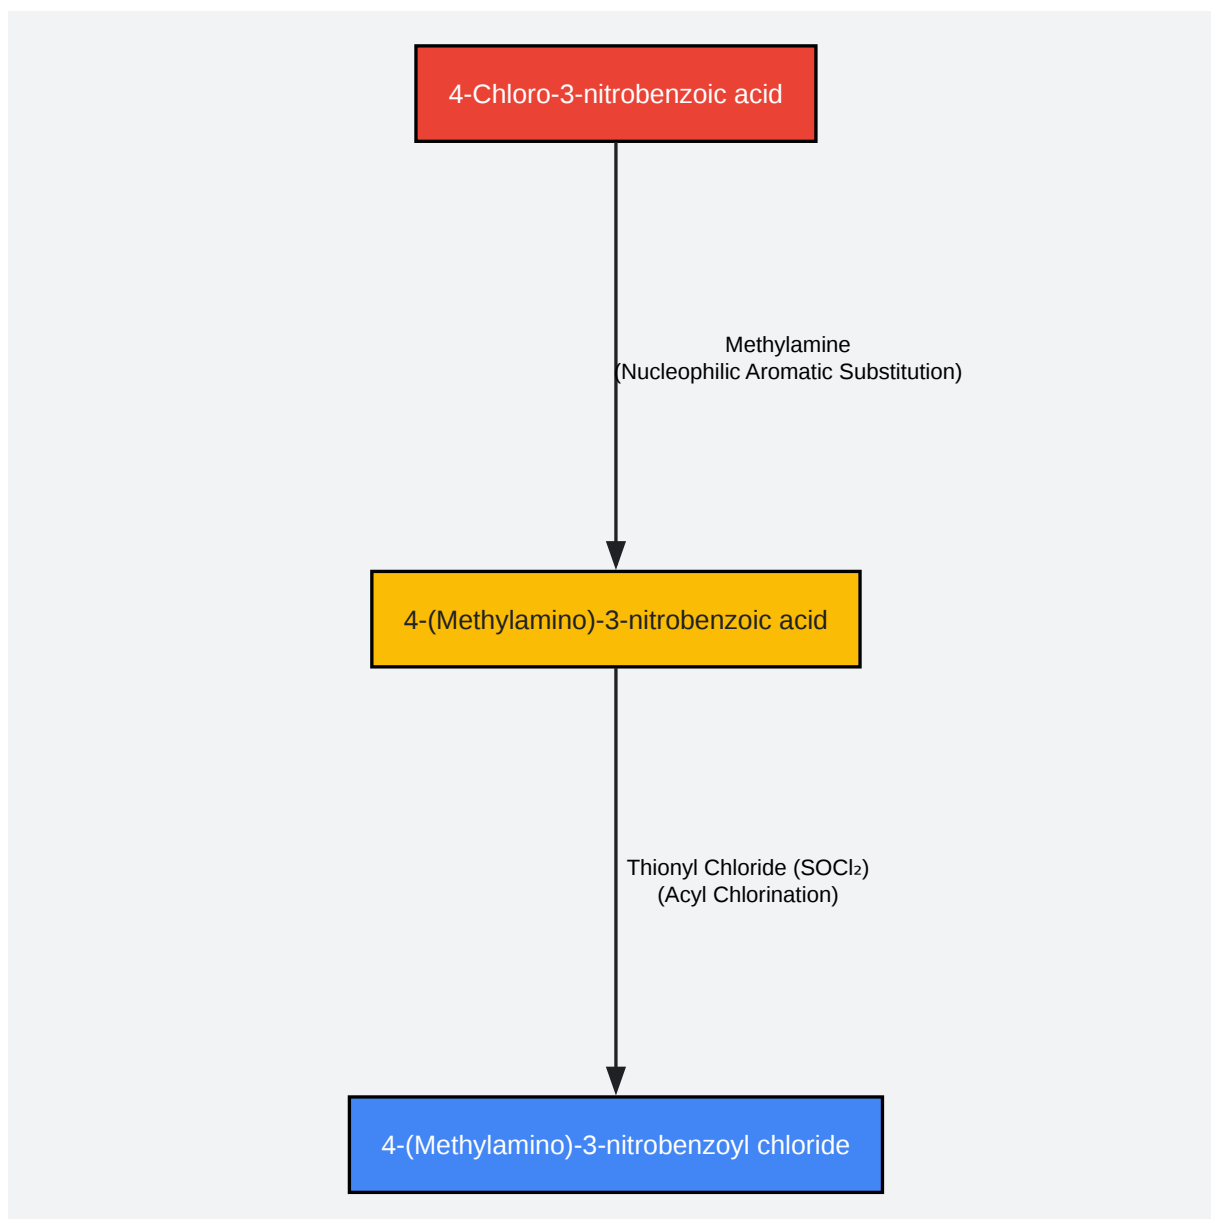 4-Chloro-3-nitrobenzoic acid
Methylamine
(Nucleophilic Aromatic Substitution)
4-(Methylamino)-3-nitrobenzoic acid
Thionyl Chloride (SOCl₂)
(Acyl Chlorination)
4-(Methylamino)-3-nitrobenzoyl chloride